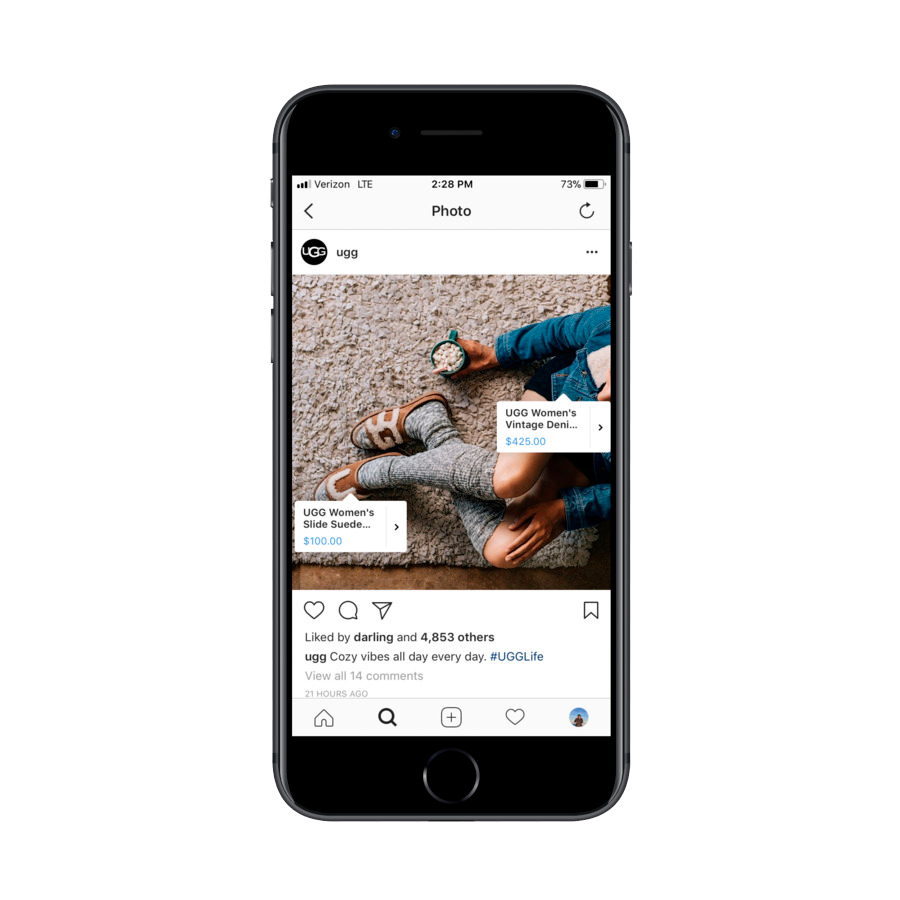 Verizon LTE 2:28 PM 73%
Photo
UGG ugg
UGG Women's
Vintage Deni...
$425.00
UGG Women's
Slide Suede...
$100.00
Liked by darling and 4,853 others
ugg Cozy vibes all day every day. #UGGLife
View all 14 comments
21 HOURS AGO